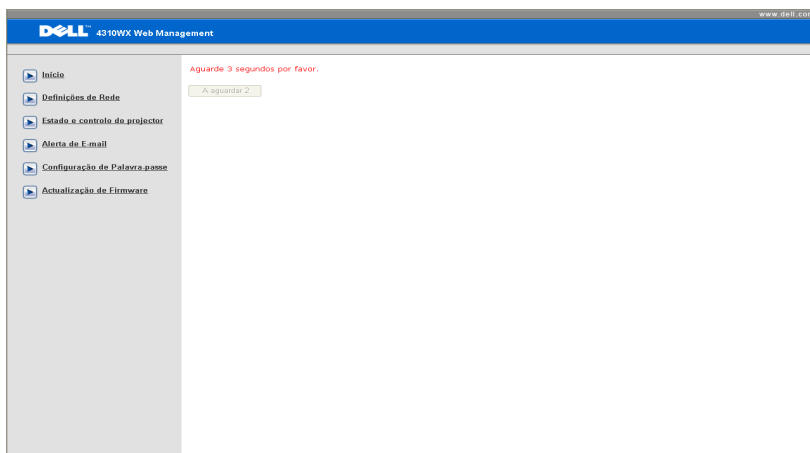 www.dell.com
DELL™ 4310WX Web Management
Início
Definições de Rede
Estado e controlo do projector
Alerta de E-mail
Configuração de Palavra-passe
Actualização de Firmware
Aguarde 3 segundos por favor.
A aguardar 2